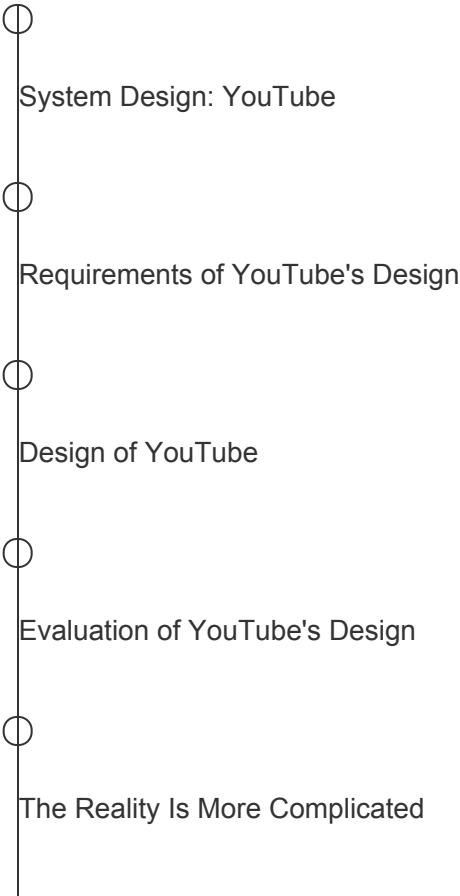 System Design: YouTube
Requirements of YouTube's Design
Design of YouTube
Evaluation of YouTube's Design
The Reality Is More Complicated